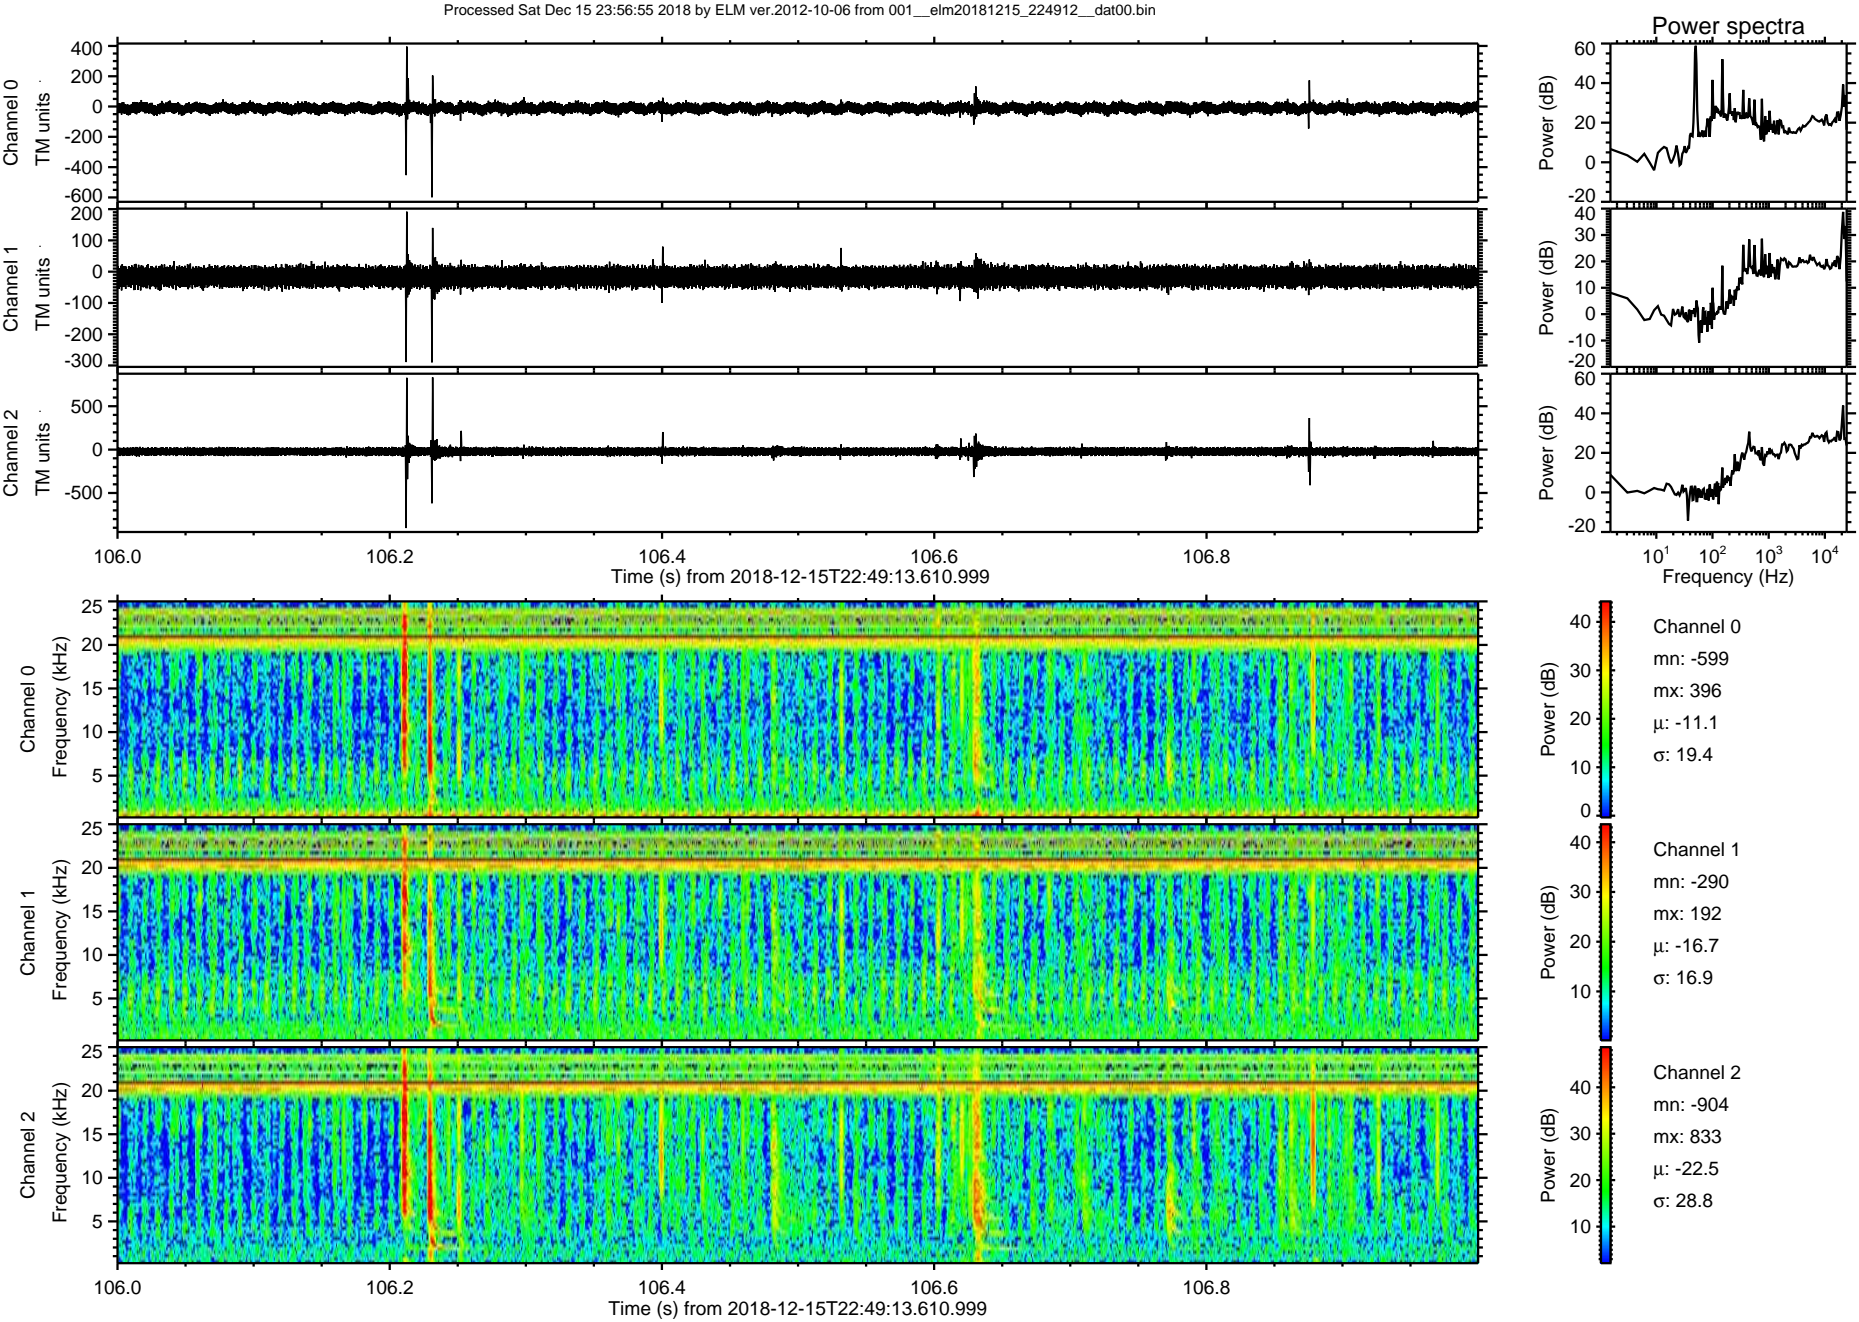 Processed Sat Dec 15 23:56:55 2018 by ELM ver.2012-10-06 from 001__elm20181215_224912__dat00.bin
Power spectra
Channel 0
TM units
400
200
0
-200
-400
-600
Power (dB)
60
40
20
0
-20
Channel 1
TM units
200
100
0
-100
-200
-300
Power (dB)
40
30
20
10
0
-10
-20
Channel 2
TM units
500
0
-500
Power (dB)
60
40
20
0
-20
106.0 106.2 106.4 106.6 106.8
Time (s) from 2018-12-15T22:49:13.610.999
10¹ 10² 10³ 10⁴
Frequency (Hz)
Channel 0
Frequency (kHz)
25
20
15
10
5
Power (dB)
40
30
20
10
0
Channel 0
mn: -599
mx: 396
μ: -11.1
σ: 19.4
Channel 1
Frequency (kHz)
25
20
15
10
5
Power (dB)
40
30
20
10
Channel 1
mn: -290
mx: 192
μ: -16.7
σ: 16.9
Channel 2
Frequency (kHz)
25
20
15
10
5
Power (dB)
40
30
20
10
Channel 2
mn: -904
mx: 833
μ: -22.5
σ: 28.8
106.0 106.2 106.4 106.6 106.8
Time (s) from 2018-12-15T22:49:13.610.999